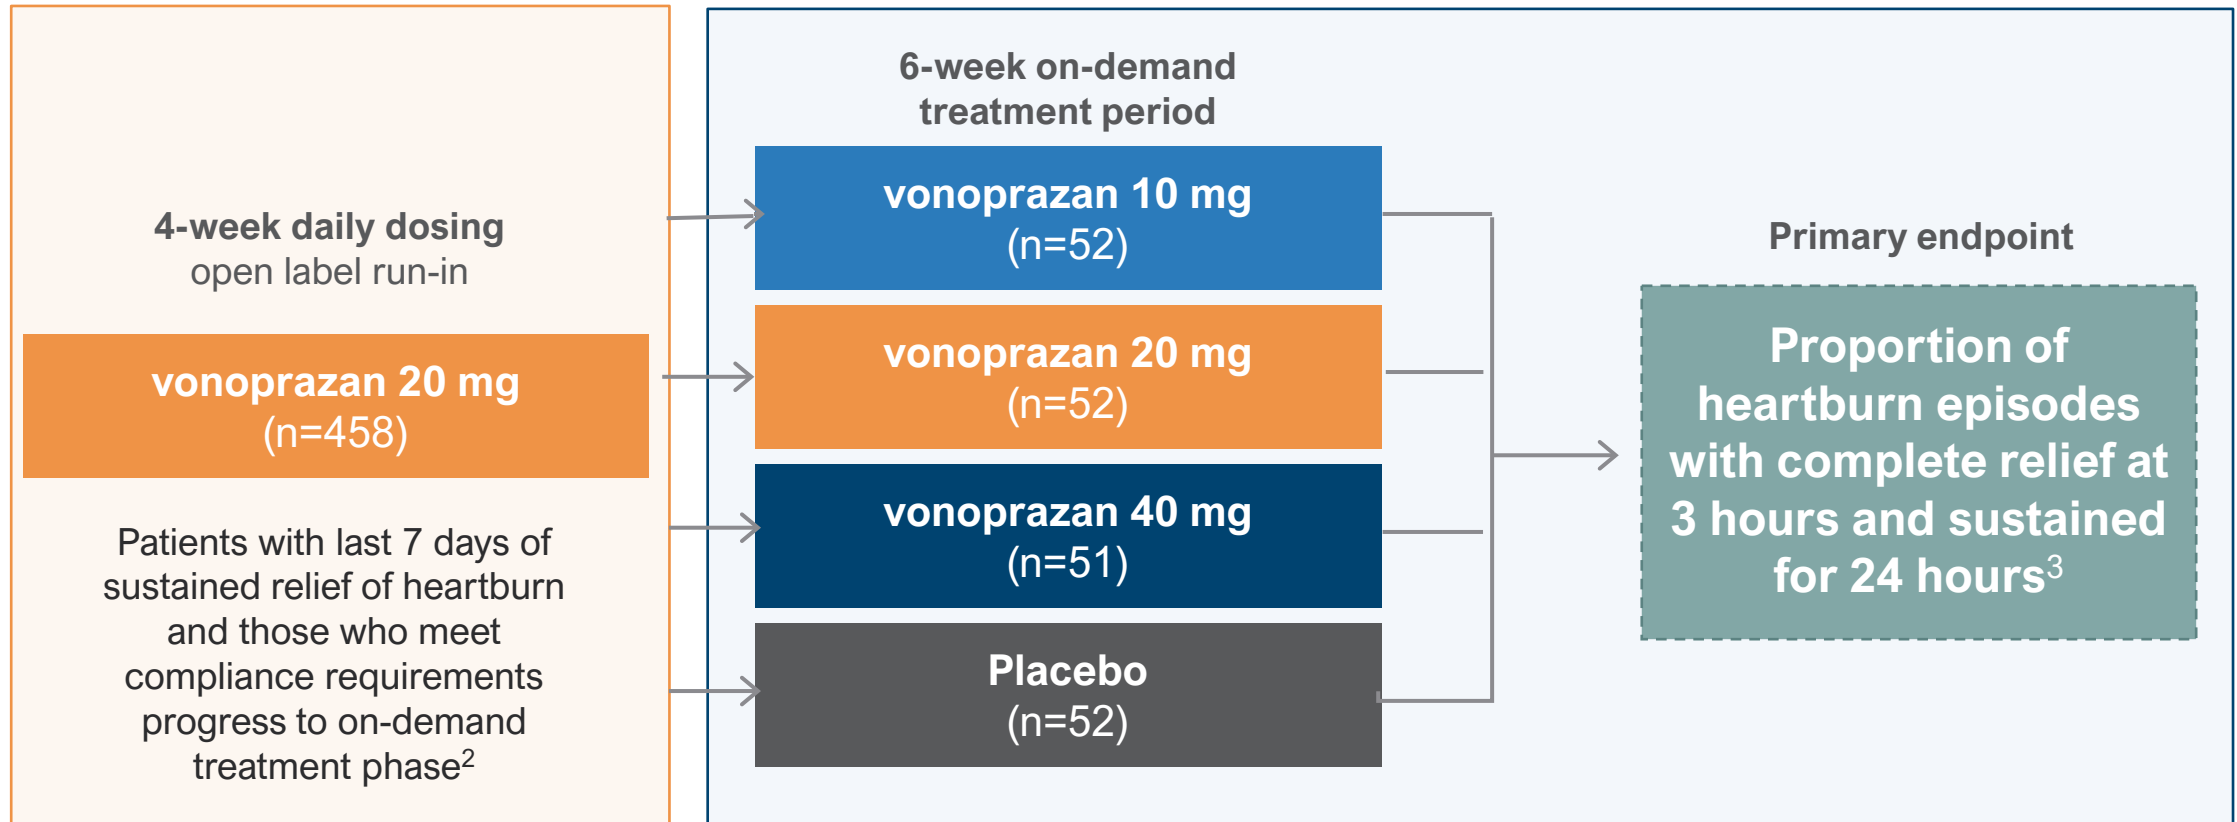 4-week daily dosing
open label run-in
vonoprazan 20 mg
(n=458)
Patients with last 7 days of
sustained relief of heartburn
and those who meet
compliance requirements
progress to on-demand
treatment phase2
6-week on-demand
treatment period
vonoprazan 10 mg
(n=52)
vonoprazan 20 mg
(n=52)
vonoprazan 40 mg
(n=51)
Placebo
(n=52)
Primary endpoint
Proportion of
heartburn episodes
with complete relief at
3 hours and sustained
for 24 hours3